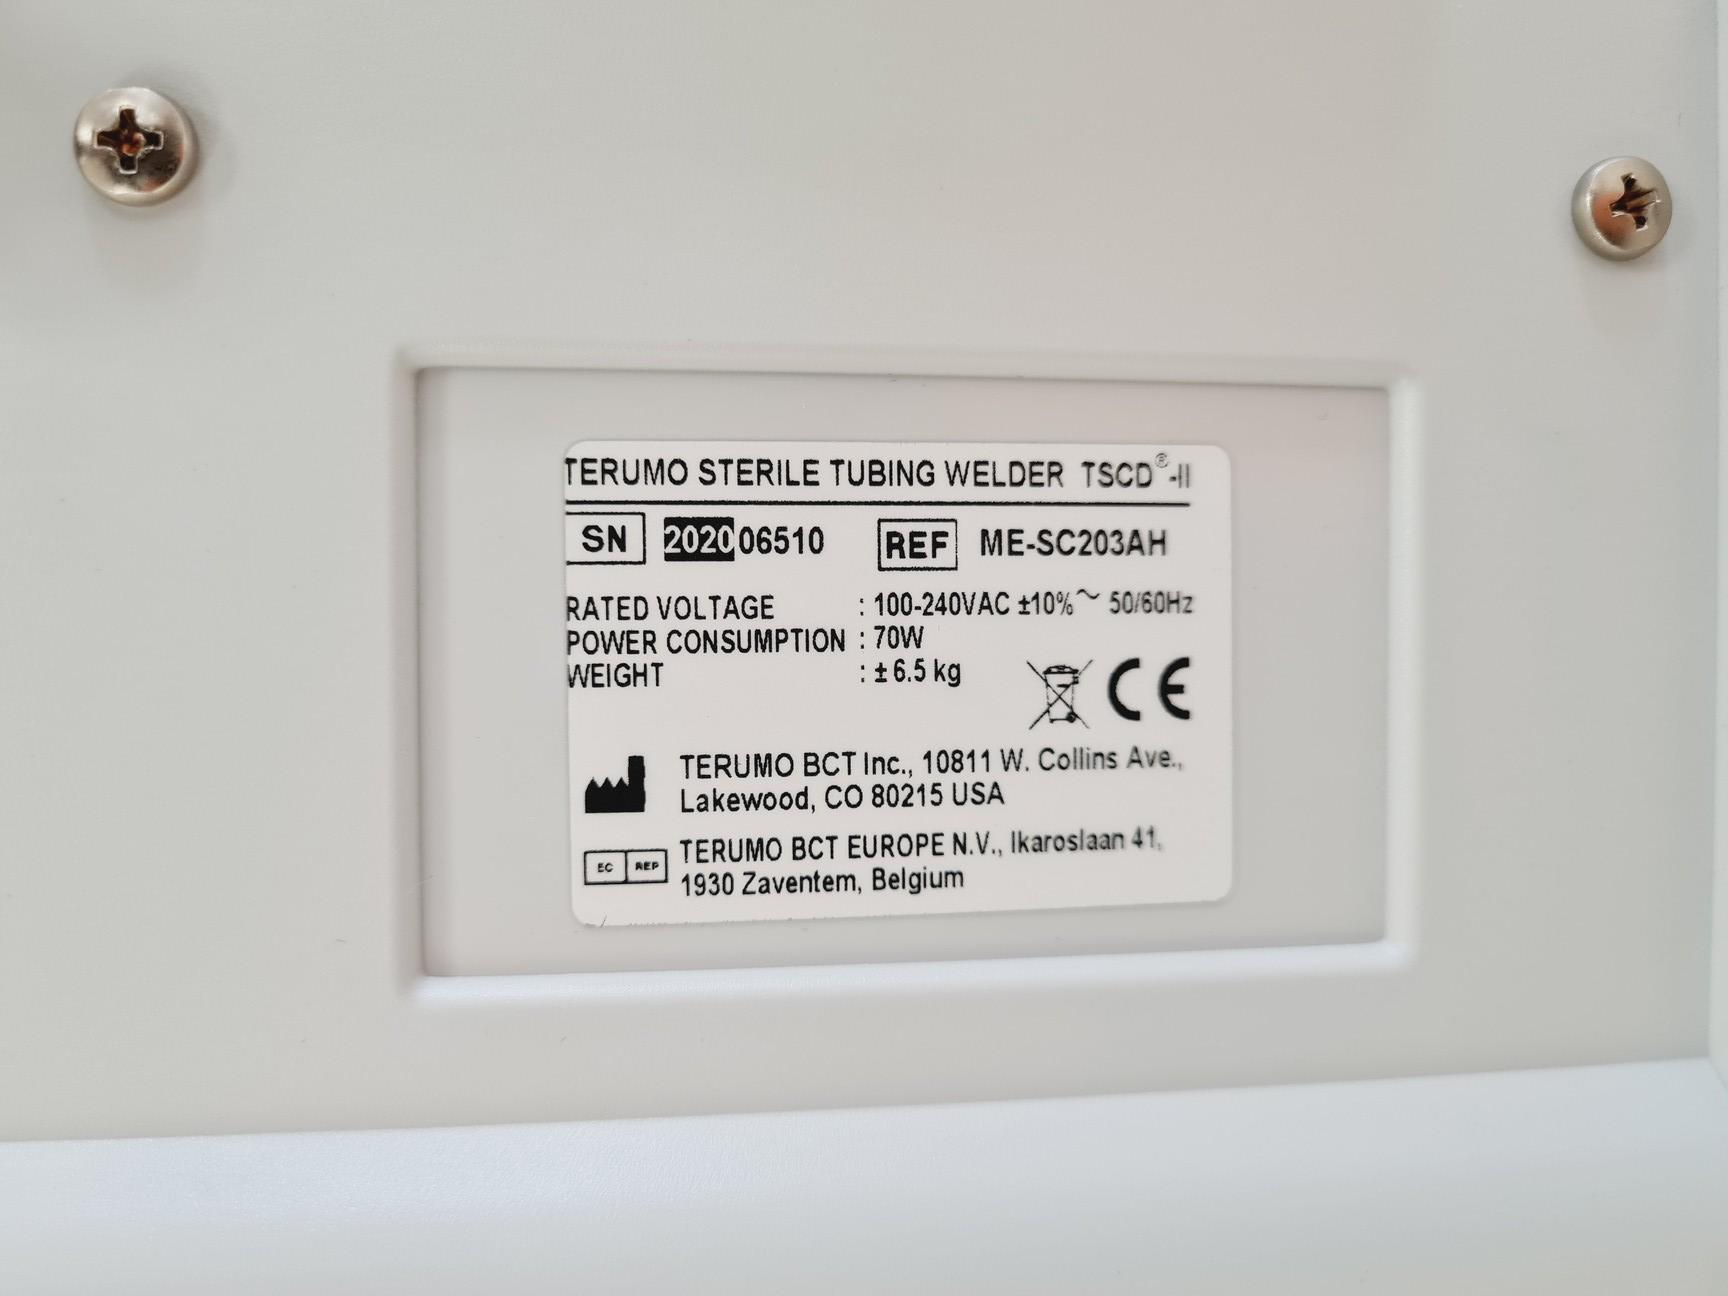 TERUMO STERILE TUBING WELDER TSCD®-II
SN 202006510 REF ME-SC203AH
RATED VOLTAGE : 100-240VAC ±10%~ 50/60Hz
POWER CONSUMPTION : 70W
WEIGHT : ± 6.5 kg
CE
TERUMO BCT Inc., 10811 W. Collins Ave.,
Lakewood, CO 80215 USA
EC REP TERUMO BCT EUROPE N.V., Ikaroslaan 41,
1930 Zaventem, Belgium